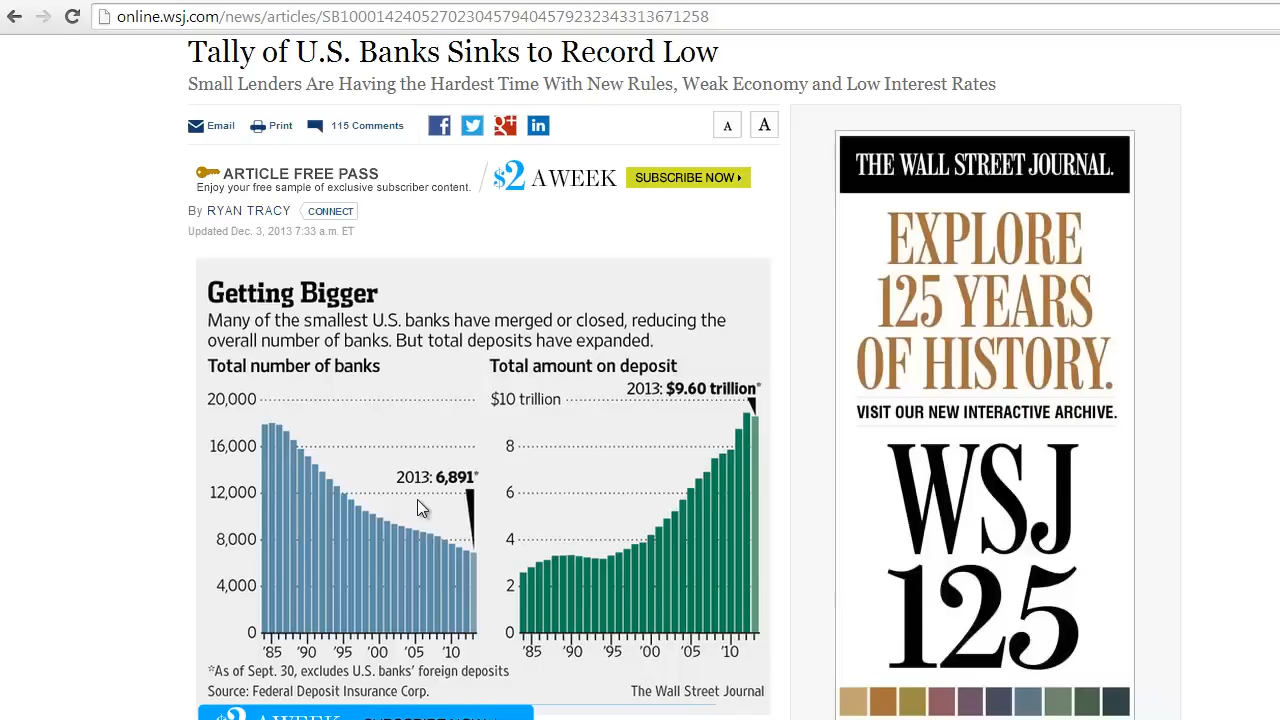 online.wsj.com/news/articles/SB10001424052702304579404579232343313671258
Tally of U.S. Banks Sinks to Record Low
Small Lenders Are Having the Hardest Time With New Rules, Weak Economy and Low Interest Rates
Email Print 115 Comments f in A A
ARTICLE FREE PASS
Enjoy your free sample of exclusive subscriber content.
$2 A WEEK SUBSCRIBE NOW
By RYAN TRACY CONNECT
Updated Dec. 3, 2013 7:33 a.m. ET
Getting Bigger
Many of the smallest U.S. banks have merged or closed, reducing the
overall number of banks. But total deposits have expanded.
Total number of banks
20,000
16,000
2013: 6,891*
12,000
8,000
4,000
0
'85 '90 '95 '00 '05 '10
Total amount on deposit
2013: $9.60 trillion*
$10 trillion
8
6
4
2
0
'85 '90 '95 '00 '05 '10
*As of Sept. 30, excludes U.S. banks' foreign deposits
Source: Federal Deposit Insurance Corp. The Wall Street Journal
THE WALL STREET JOURNAL.
EXPLORE
125 YEARS
OF HISTORY.
VISIT OUR NEW INTERACTIVE ARCHIVE.
WSJ
125
$2 A WEEK SUBSCRIBE NOW